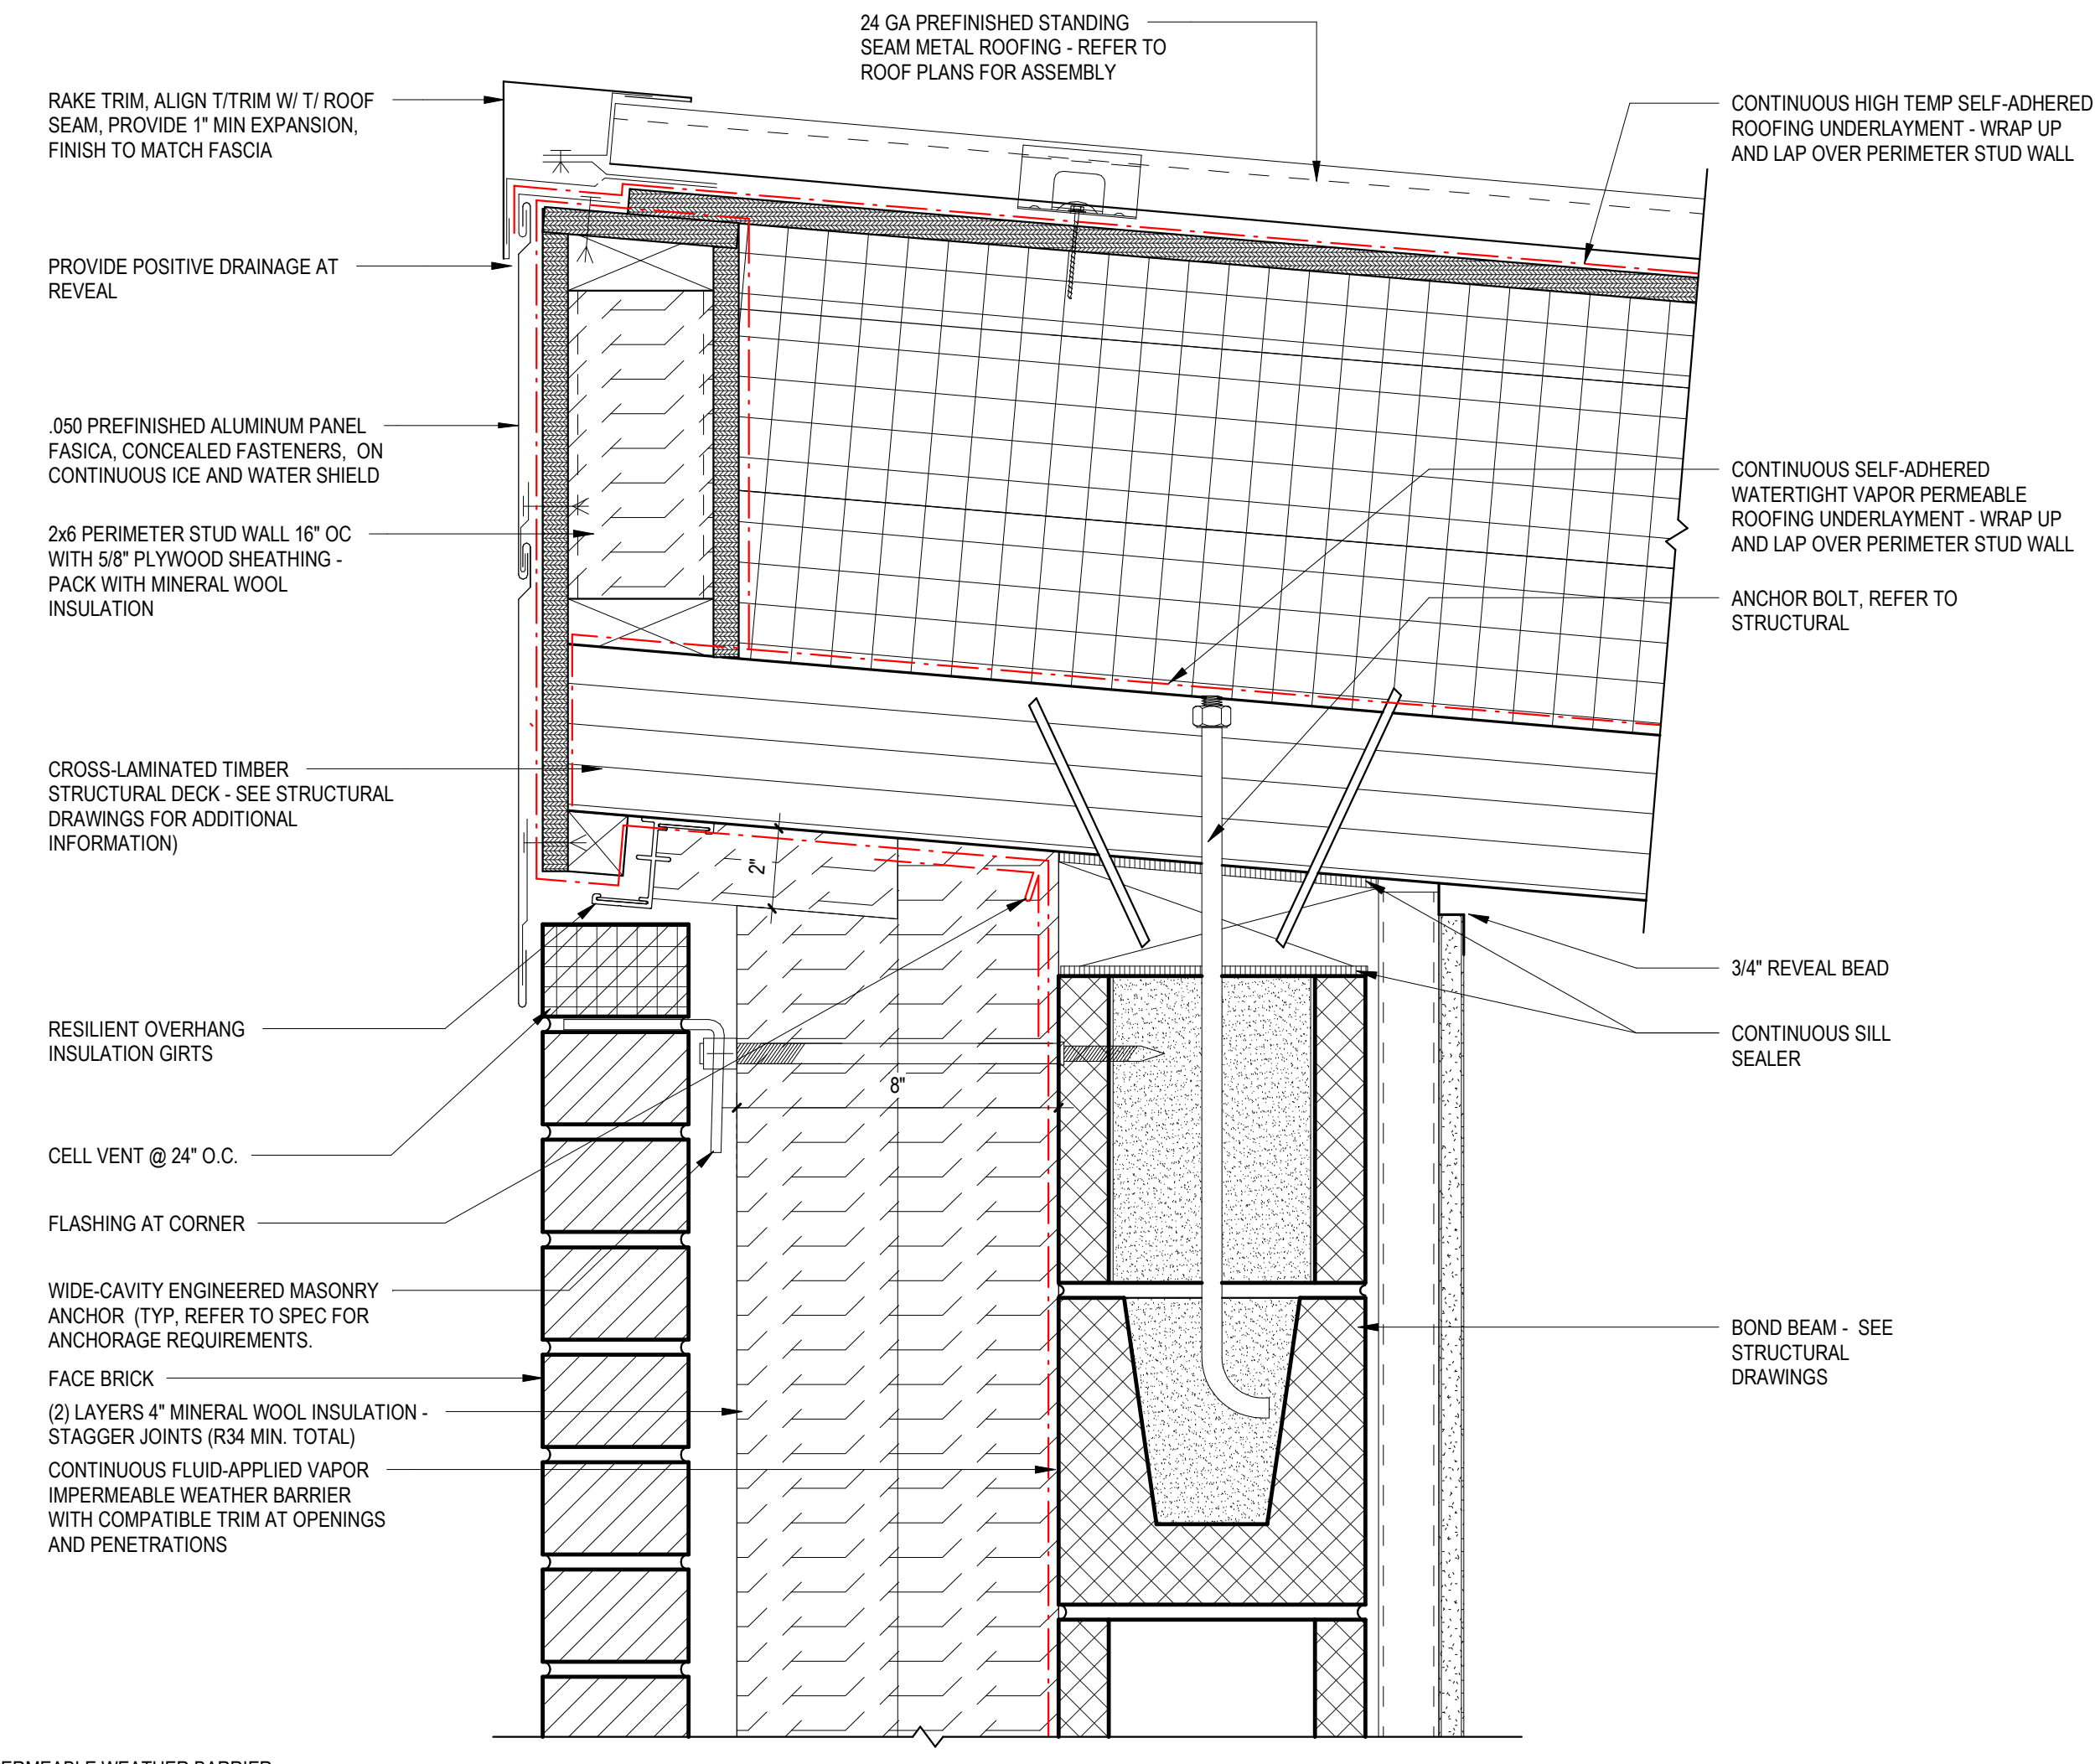 24 GA PREFINISHED STANDING
SEAM METAL ROOFING - REFER TO
ROOF PLANS FOR ASSEMBLY
RAKE TRIM, ALIGN T/TRIM W/ T/ ROOF
SEAM, PROVIDE 1" MIN EXPANSION,
FINISH TO MATCH FASCIA
PROVIDE POSITIVE DRAINAGE AT
REVEAL
.050 PREFINISHED ALUMINUM PANEL
FASICA, CONCEALED FASTENERS, ON
CONTINUOUS ICE AND WATER SHIELD
2x6 PERIMETER STUD WALL 16" OC
WITH 5/8" PLYWOOD SHEATHING -
PACK WITH MINERAL WOOL
INSULATION
CROSS-LAMINATED TIMBER
STRUCTURAL DECK - SEE STRUCTURAL
DRAWINGS FOR ADDITIONAL
INFORMATION)
RESILIENT OVERHANG
INSULATION GIRTS
CELL VENT @ 24" O.C.
FLASHING AT CORNER
WIDE-CAVITY ENGINEERED MASONRY
ANCHOR (TYP, REFER TO SPEC FOR
ANCHORAGE REQUIREMENTS.
FACE BRICK
(2) LAYERS 4" MINERAL WOOL INSULATION -
STAGGER JOINTS (R34 MIN. TOTAL)
CONTINUOUS FLUID-APPLIED VAPOR
IMPERMEABLE WEATHER BARRIER
WITH COMPATIBLE TRIM AT OPENINGS
AND PENETRATIONS
2"
8"
CONTINUOUS HIGH TEMP SELF-ADHERED
ROOFING UNDERLAYMENT - WRAP UP
AND LAP OVER PERIMETER STUD WALL
CONTINUOUS SELF-ADHERED
WATERTIGHT VAPOR PERMEABLE
ROOFING UNDERLAYMENT - WRAP UP
AND LAP OVER PERIMETER STUD WALL
ANCHOR BOLT, REFER TO
STRUCTURAL
3/4" REVEAL BEAD
CONTINUOUS SILL
SEALER
BOND BEAM - SEE
STRUCTURAL
DRAWINGS
WEATHER BARRIER